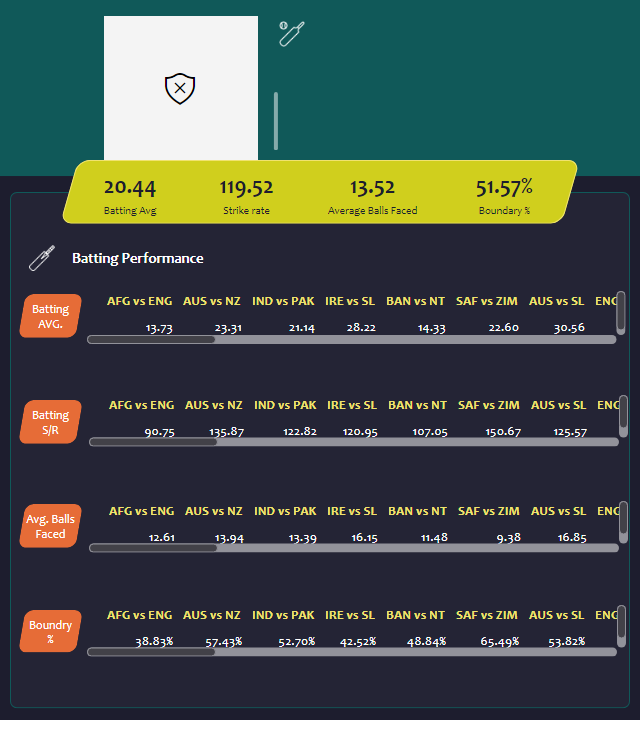 20.44 119.52 13.52 51.57%
Batting Avg Strike rate Average Balls Faced Boundary %
Batting Performance
Batting
AVG.
AFG vs ENG AUS vs NZ IND vs PAK IRE vs SL BAN vs NT SAF vs ZIM AUS vs SL ENG
13.73 23.31 21.14 28.22 14.33 22.60 30.56
Batting
S/R
AFG vs ENG AUS vs NZ IND vs PAK IRE vs SL BAN vs NT SAF vs ZIM AUS vs SL ENG
90.75 135.87 122.82 120.95 107.05 150.67 125.57
Avg. Balls
Faced
AFG vs ENG AUS vs NZ IND vs PAK IRE vs SL BAN vs NT SAF vs ZIM AUS vs SL ENG
12.61 13.94 13.39 16.15 11.48 9.38 16.85
Boundry
%
AFG vs ENG AUS vs NZ IND vs PAK IRE vs SL BAN vs NT SAF vs ZIM AUS vs SL ENG
38.83% 57.43% 52.70% 42.52% 48.84% 65.49% 53.82%